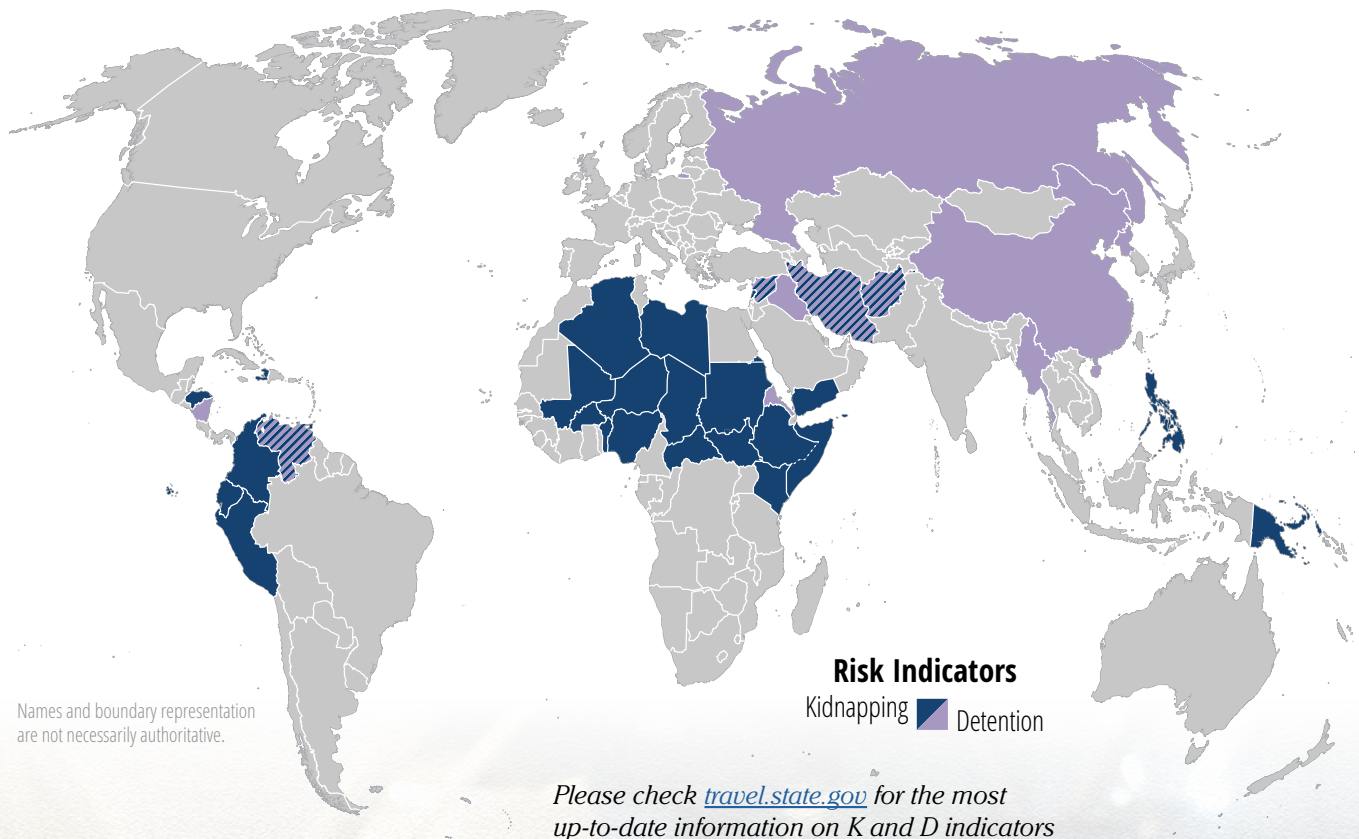 Risk Indicators
Kidnapping Detention
Names and boundary representation
are not necessarily authoritative.
Please check travel.state.gov for the most
up-to-date information on K and D indicators